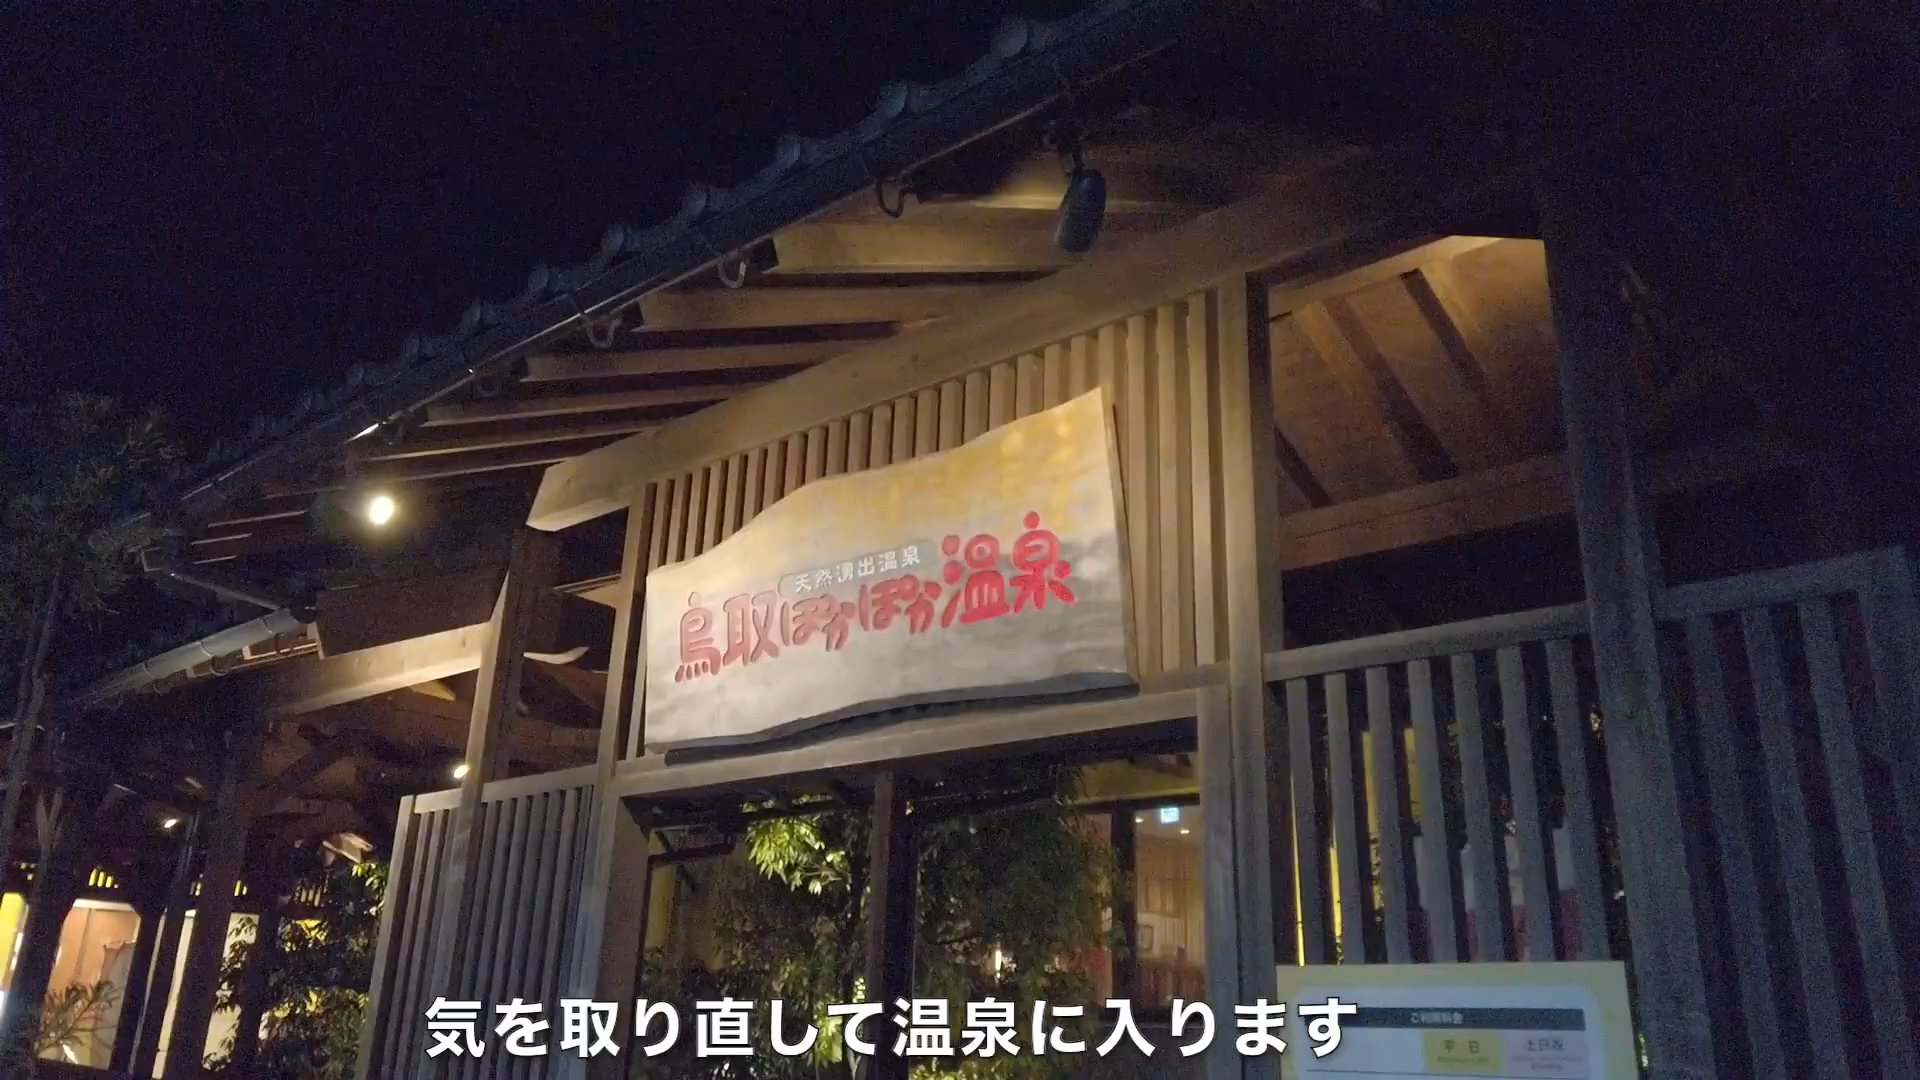 天然湧出温泉
鳥取ぽかぽか温泉
ご利用料金
平日
土日祝
気を取り直して温泉に入ります